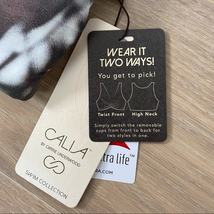 WEAR IT
TWO WAYS!
You get to pick!
Twist Front
High Neck
Simply switch the removable
cups from front to back for
two styles in one.
CALIA
BY CARRIE UNDERWOOD
SWIM COLLECTION
tra life
ra.com